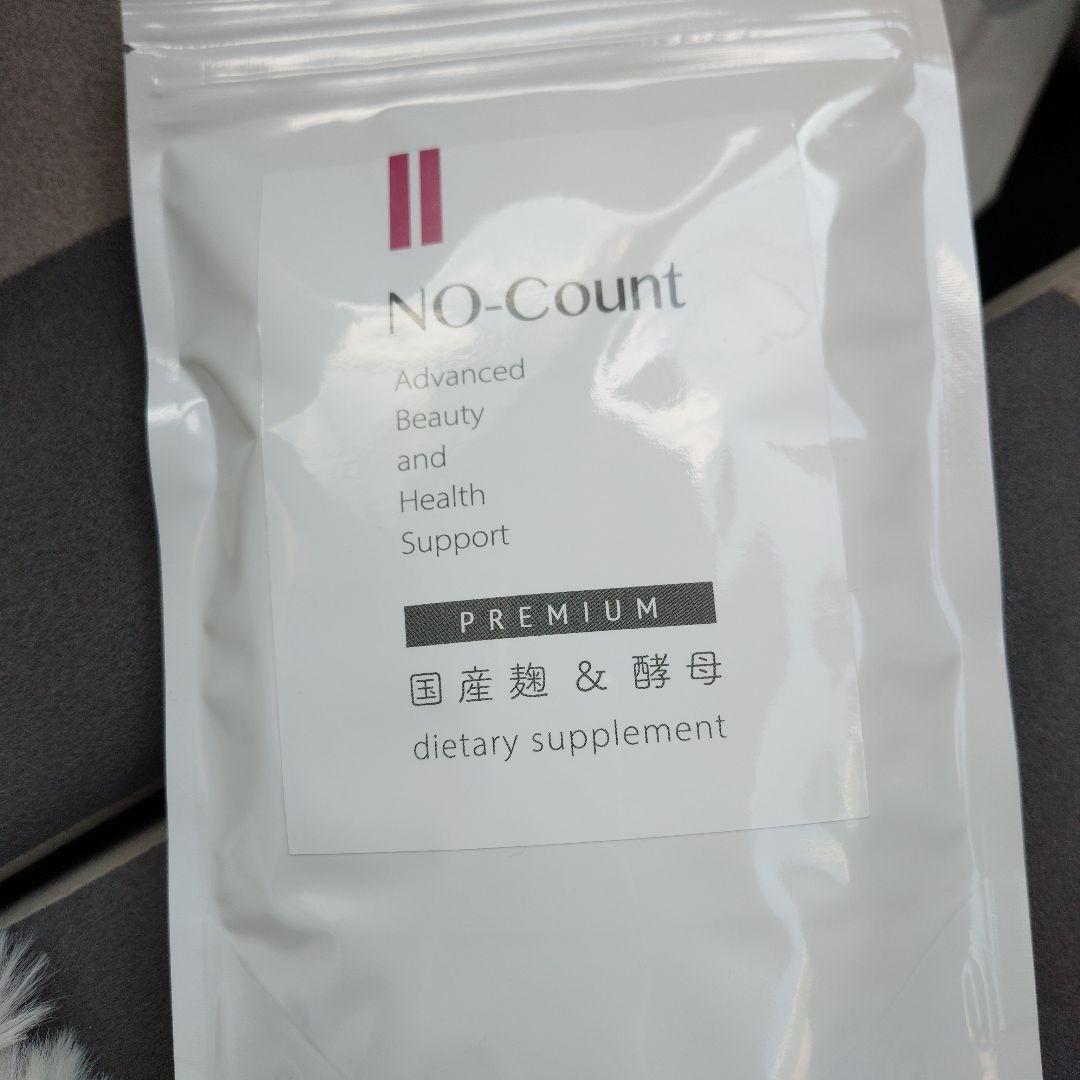 NO-Count
Advanced
Beauty
and
Health
Support
PREMIUM
国産麹 & 酵母
dietary supplement